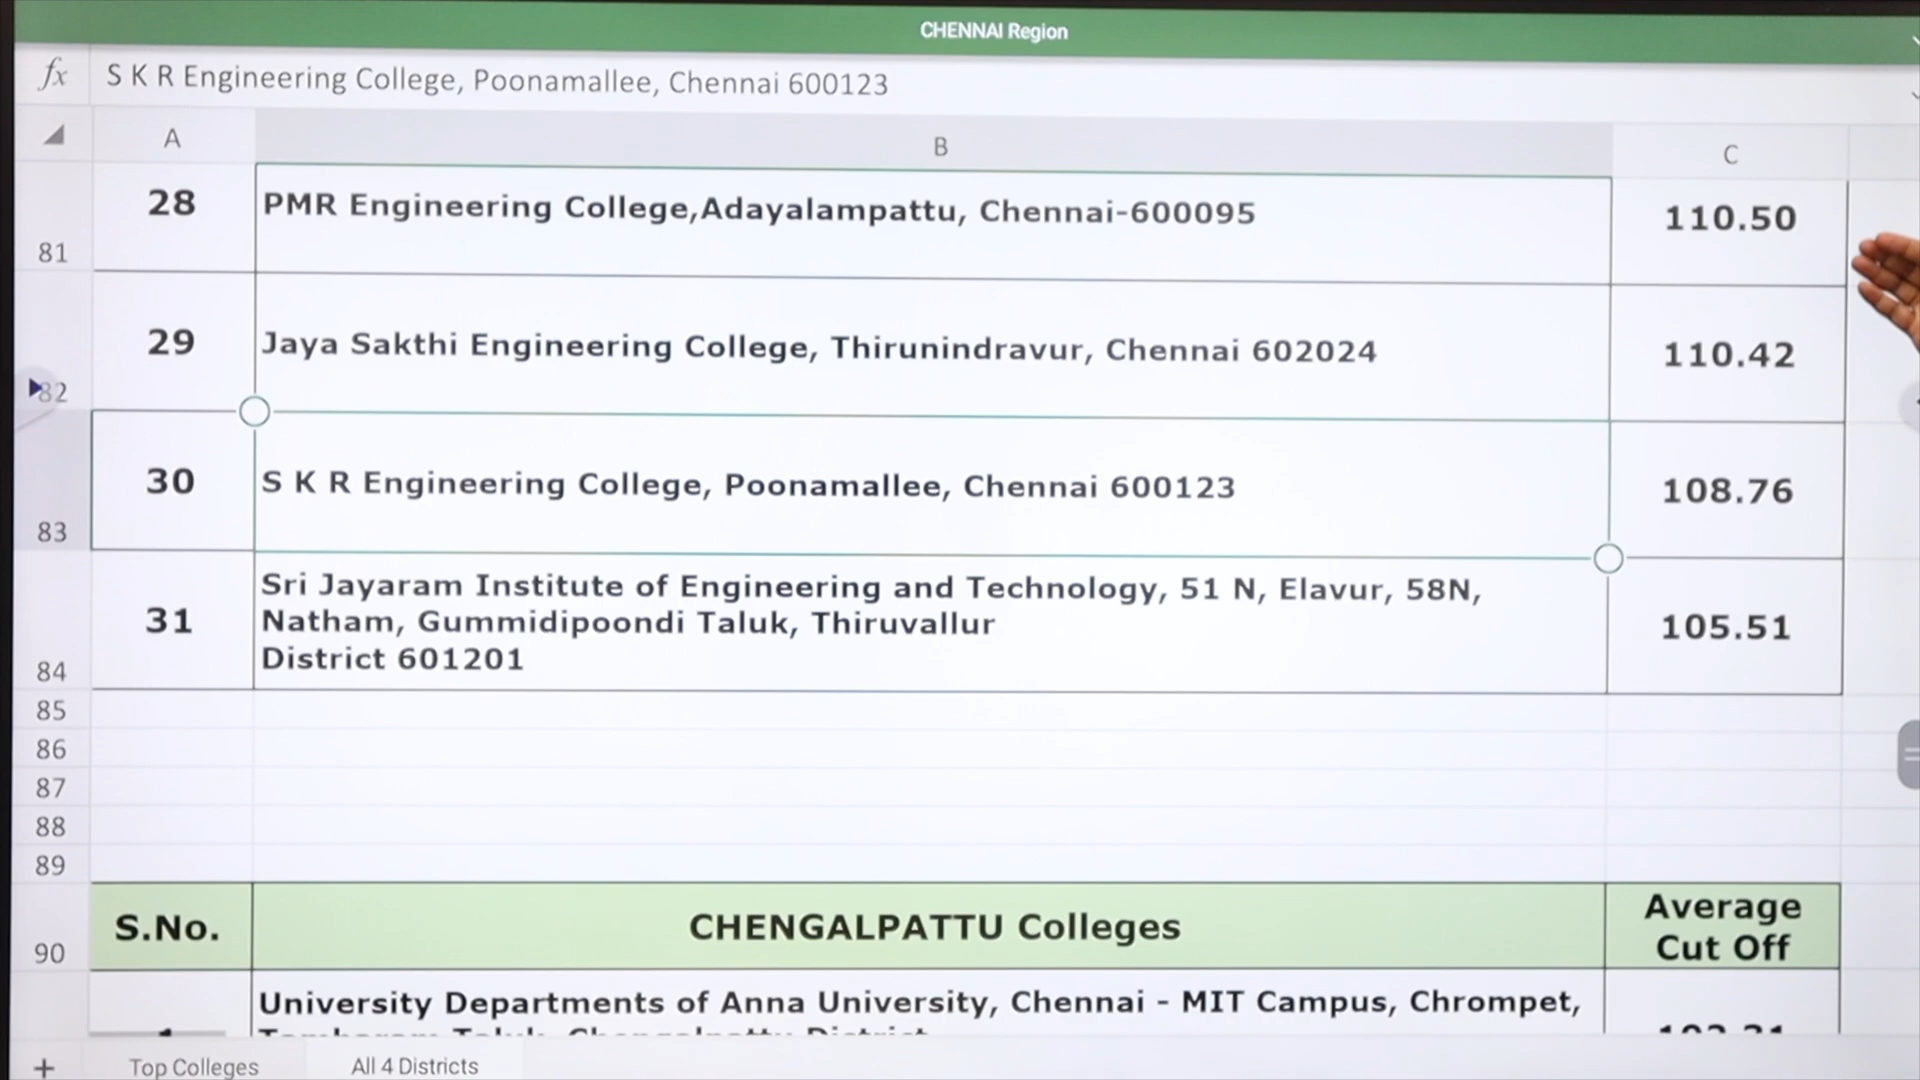 CHENNAI Region
fx S K R Engineering College, Poonamallee, Chennai 600123
A B C
81 28 PMR Engineering College,Adayalampattu, Chennai-600095 110.50
82 29 Jaya Sakthi Engineering College, Thirunindravur, Chennai 602024 110.42
83 30 S K R Engineering College, Poonamallee, Chennai 600123 108.76
84 31 Sri Jayaram Institute of Engineering and Technology, 51 N, Elavur, 58N,
Natham, Gummidipoondi Taluk, Thiruvallur
District 601201 105.51
85
86
87
88
89
90 S.No. CHENGALPATTU Colleges Average
Cut Off
University Departments of Anna University, Chennai - MIT Campus, Chrompet,
+ Top Colleges All 4 Districts